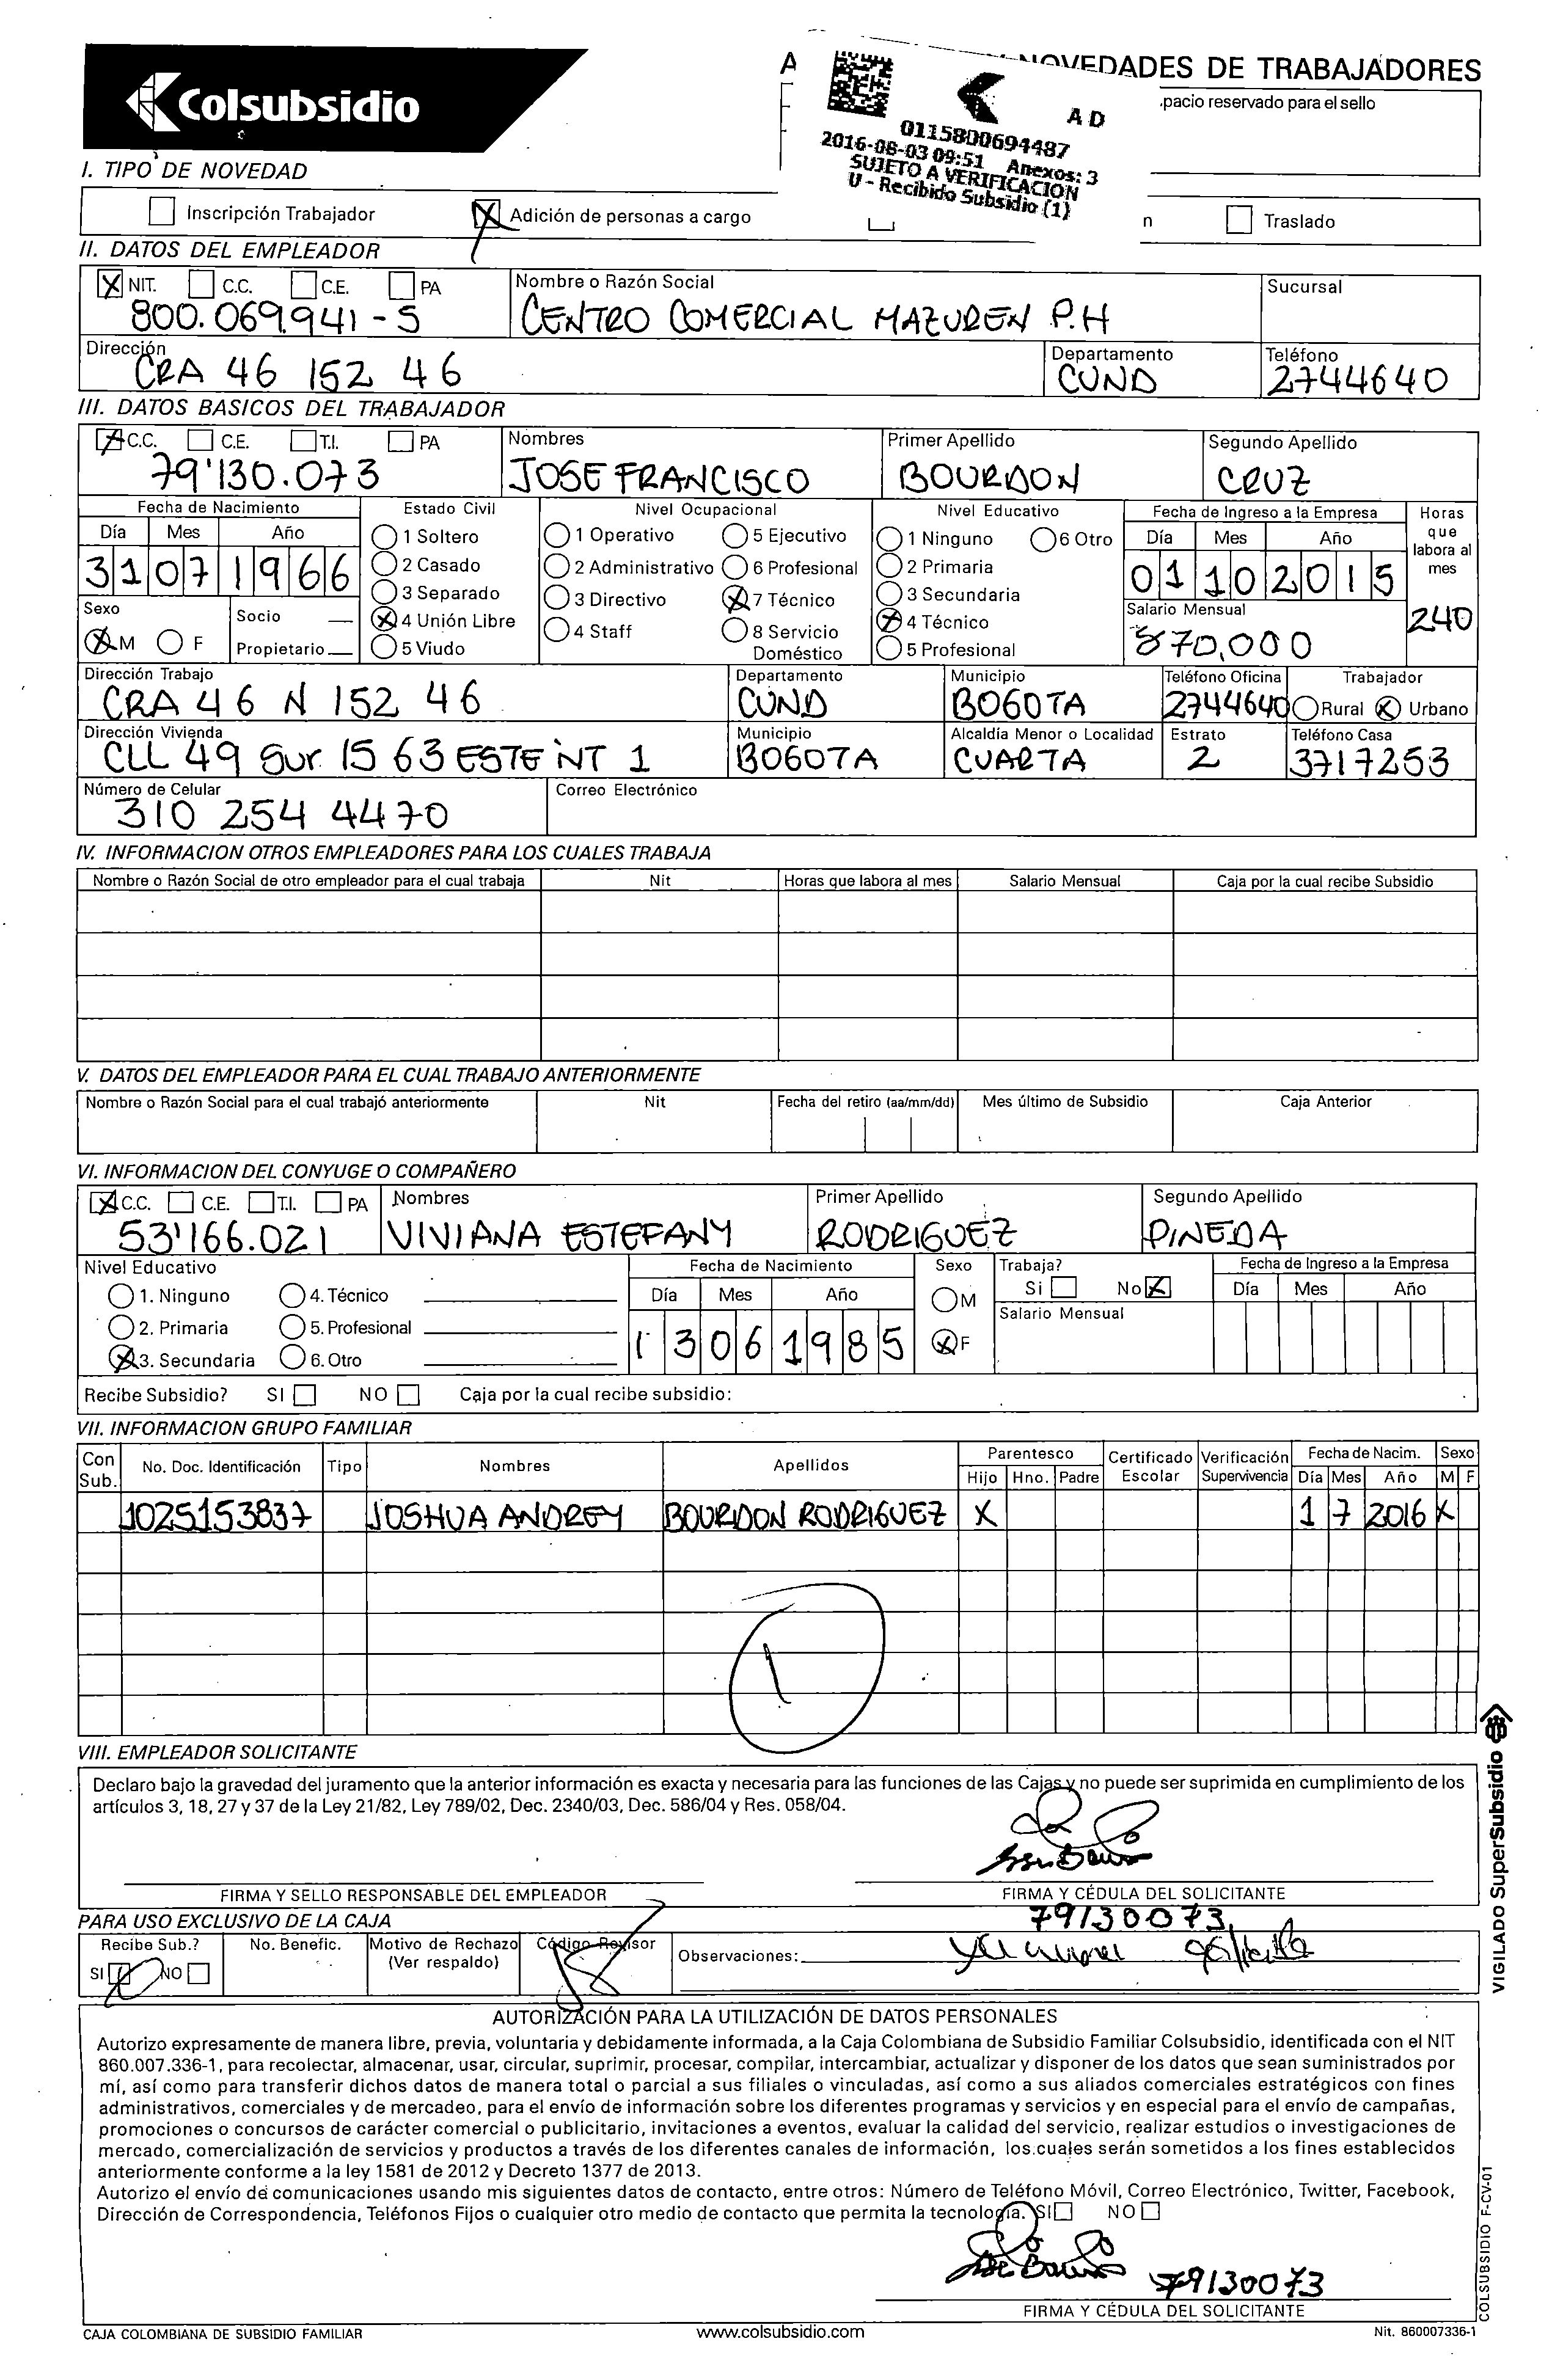 Colsubsidio
NOVEDADES DE TRABAJADORES
pacio reservado para el sello
A D
0115800694487
2016-08-03 09:51 Anexos: 3
SUJETO A VERIFICACION
U - Recibido Subsidio (1)
I. TIPO DE NOVEDAD
Inscripción Trabajador X Adición de personas a cargo n Traslado
II. DATOS DEL EMPLEADOR
X NIT. C.C. C.E. PA Nombre o Razón Social Sucursal
800.069.941-5 CENTRO COMERCIAL MAZUREN P.H
Dirección Departamento Teléfono
CRA 46 152 46 CUND 2744640
III. DATOS BASICOS DEL TRABAJADOR
X C.C. C.E. T.I. PA Nombres Primer Apellido Segundo Apellido
79'130.073 JOSE FRANCISCO BOURDON CRUZ
Fecha de Nacimiento Estado Civil Nivel Ocupacional Nivel Educativo Fecha de Ingreso a la Empresa Horas que labora al mes
Día Mes Año 1 Soltero 1 Operativo 5 Ejecutivo 1 Ninguno 6 Otro Día Mes Año
31 07 1966 2 Casado 2 Administrativo 6 Profesional 2 Primaria 01 10 2015
3 Separado 3 Directivo X 7 Técnico 3 Secundaria
Sexo Socio X 4 Unión Libre 4 Staff 8 Servicio Doméstico X 4 Técnico Salario Mensual 240
X M F Propietario 5 Viudo 5 Profesional 870,000
Dirección Trabajo Departamento Municipio Teléfono Oficina Trabajador
CRA 46 N 152 46 CUND BOGOTA 2744640 Rural X Urbano
Dirección Vivienda Municipio Alcaldía Menor o Localidad Estrato Teléfono Casa
CLL 49 Sur 15 63 ESTE INT 1 BOGOTA CUARTA 2 3717253
Número de Celular Correo Electrónico
310 254 4470
IV. INFORMACION OTROS EMPLEADORES PARA LOS CUALES TRABAJA
Nombre o Razón Social de otro empleador para el cual trabaja Nit Horas que labora al mes Salario Mensual Caja por la cual recibe Subsidio
V. DATOS DEL EMPLEADOR PARA EL CUAL TRABAJO ANTERIORMENTE
Nombre o Razón Social para el cual trabajó anteriormente Nit Fecha del retiro (aa/mm/dd) Mes último de Subsidio Caja Anterior
VI. INFORMACION DEL CONYUGE O COMPAÑERO
X C.C. C.E. T.I. PA Nombres Primer Apellido Segundo Apellido
53'166.021 VIVIANA ESTEFANY RODRIGUEZ PINEDA
Nivel Educativo Fecha de Nacimiento Sexo Trabaja? Fecha de Ingreso a la Empresa
1. Ninguno 4. Técnico Día Mes Año M Si No X Día Mes Año
2. Primaria 5. Profesional 13 06 1985 Salario Mensual
X 3. Secundaria 6. Otro X F
Recibe Subsidio? SI NO Caja por la cual recibe subsidio:
VII. INFORMACION GRUPO FAMILIAR
Con Sub. No. Doc. Identificación Tipo Nombres Apellidos Parentesco Certificado Escolar Verificación Supervivencia Fecha de Nacim. Sexo
Hijo Hno. Padre Día Mes Año M F
1025153837 JOSHUA ANDREY BOURDON RODRIGUEZ X 1 7 2016 X
1
VIII. EMPLEADOR SOLICITANTE
Declaro bajo la gravedad del juramento que la anterior información es exacta y necesaria para las funciones de las Cajas y no puede ser suprimida en cumplimiento de los
artículos 3, 18, 27 y 37 de la Ley 21/82, Ley 789/02, Dec. 2340/03, Dec. 586/04 y Res. 058/04.
FIRMA Y SELLO RESPONSABLE DEL EMPLEADOR FIRMA Y CÉDULA DEL SOLICITANTE
79130073
PARA USO EXCLUSIVO DE LA CAJA
Recibe Sub.? No. Benefic. Motivo de Rechazo (Ver respaldo) Código Revisor Observaciones:
SI NO
AUTORIZACIÓN PARA LA UTILIZACIÓN DE DATOS PERSONALES
Autorizo expresamente de manera libre, previa, voluntaria y debidamente informada, a la Caja Colombiana de Subsidio Familiar Colsubsidio, identificada con el NIT
860.007.336-1, para recolectar, almacenar, usar, circular, suprimir, procesar, compilar, intercambiar, actualizar y disponer de los datos que sean suministrados por
mí, así como para transferir dichos datos de manera total o parcial a sus filiales o vinculadas, así como a sus aliados comerciales estratégicos con fines
administrativos, comerciales y de mercadeo, para el envío de información sobre los diferentes programas y servicios y en especial para el envío de campañas,
promociones o concursos de carácter comercial o publicitario, invitaciones a eventos, evaluar la calidad del servicio, realizar estudios o investigaciones de
mercado, comercialización de servicios y productos a través de los diferentes canales de información, los cuales serán sometidos a los fines establecidos
anteriormente conforme a la ley 1581 de 2012 y Decreto 1377 de 2013.
Autorizo el envío de comunicaciones usando mis siguientes datos de contacto, entre otros: Número de Teléfono Móvil, Correo Electrónico, Twitter, Facebook,
Dirección de Correspondencia, Teléfonos Fijos o cualquier otro medio de contacto que permita la tecnología. SI NO
79130073
FIRMA Y CÉDULA DEL SOLICITANTE
CAJA COLOMBIANA DE SUBSIDIO FAMILIAR www.colsubsidio.com Nit. 860007336-1
VIGILADO SuperSubsidio
COLSUBSIDIO F-CV-01